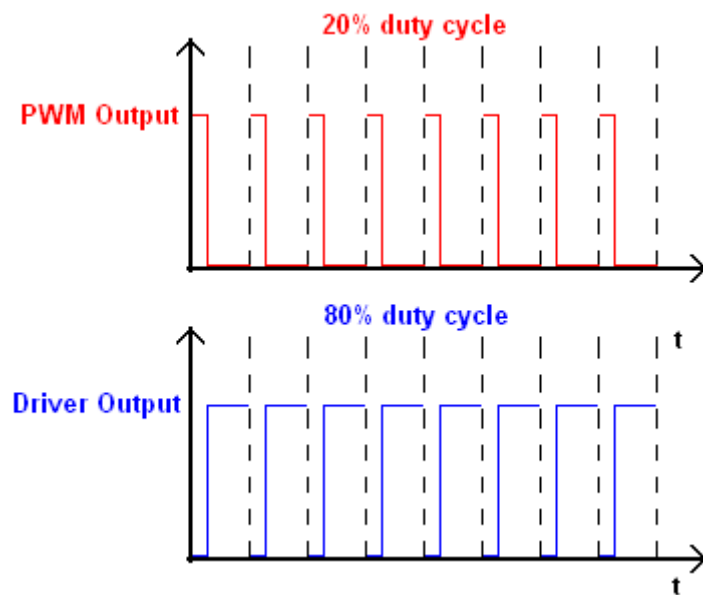 20% duty cycle
PWM Output
80% duty cycle
t
Driver Output
t